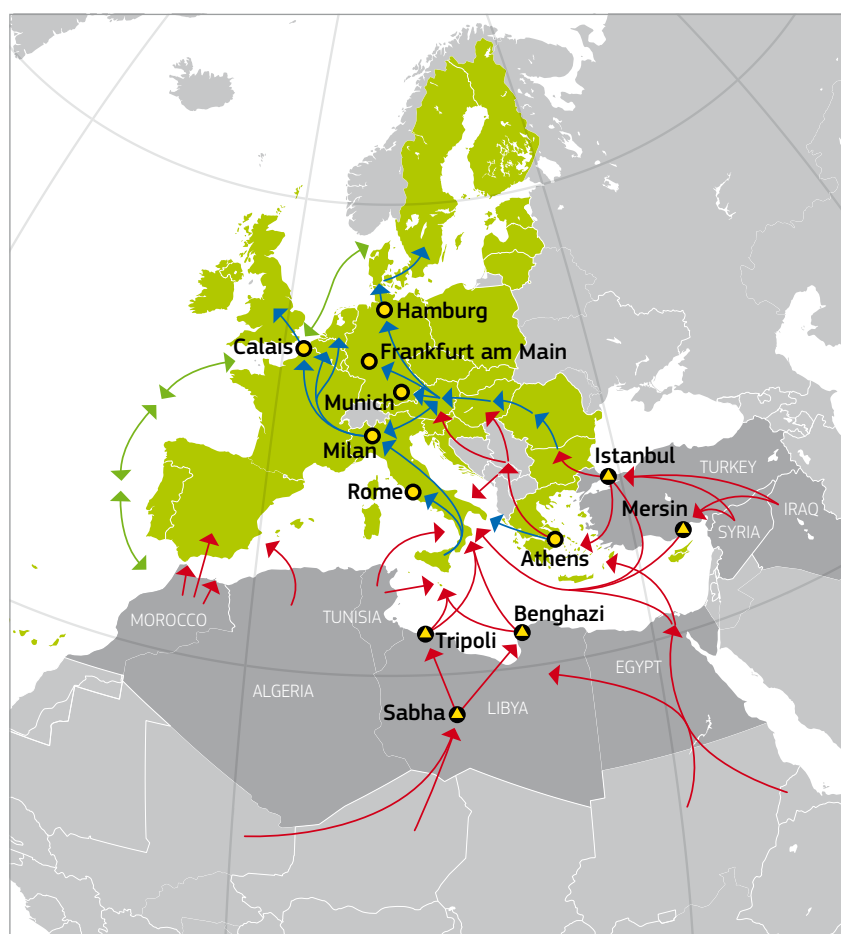 Hamburg
Calais
Frankfurt am Main
Munich
Milan
Istanbul
TURKEY
Rome
Mersin
IRAQ
SYRIA
Athens
MOROCCO
TUNISIA
Benghazi
Tripoli
EGYPT
ALGERIA
Sabha
LIBYA